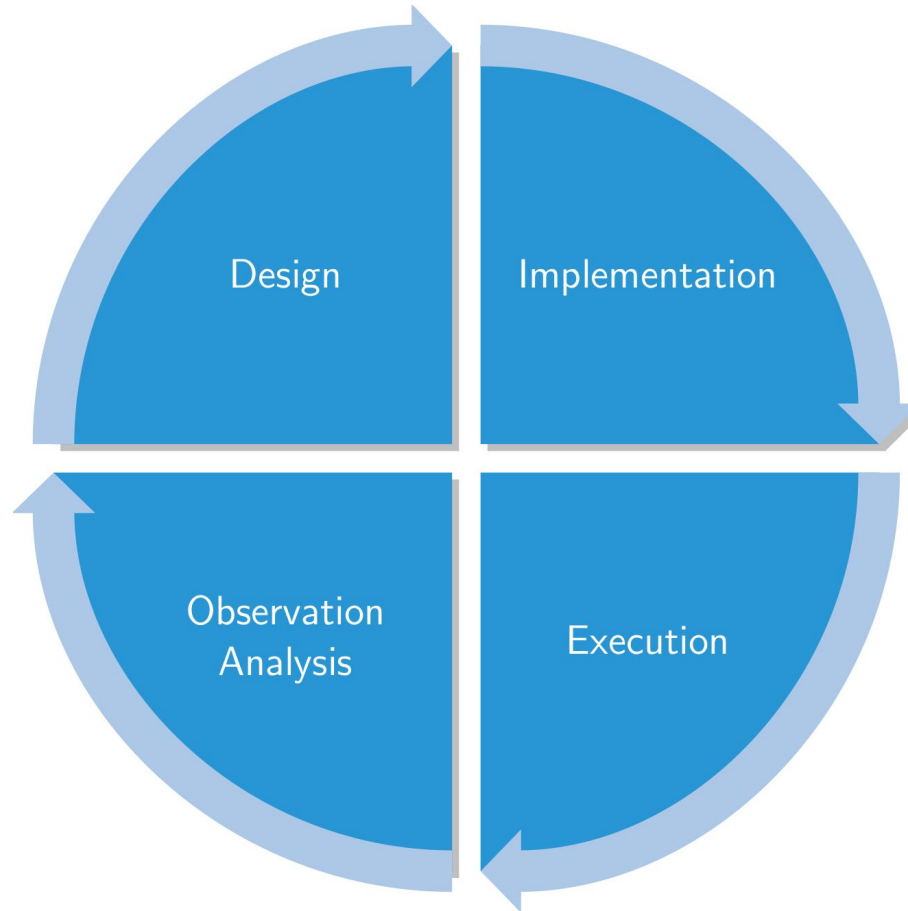 Design
Implementation
Observation
Analysis
Execution